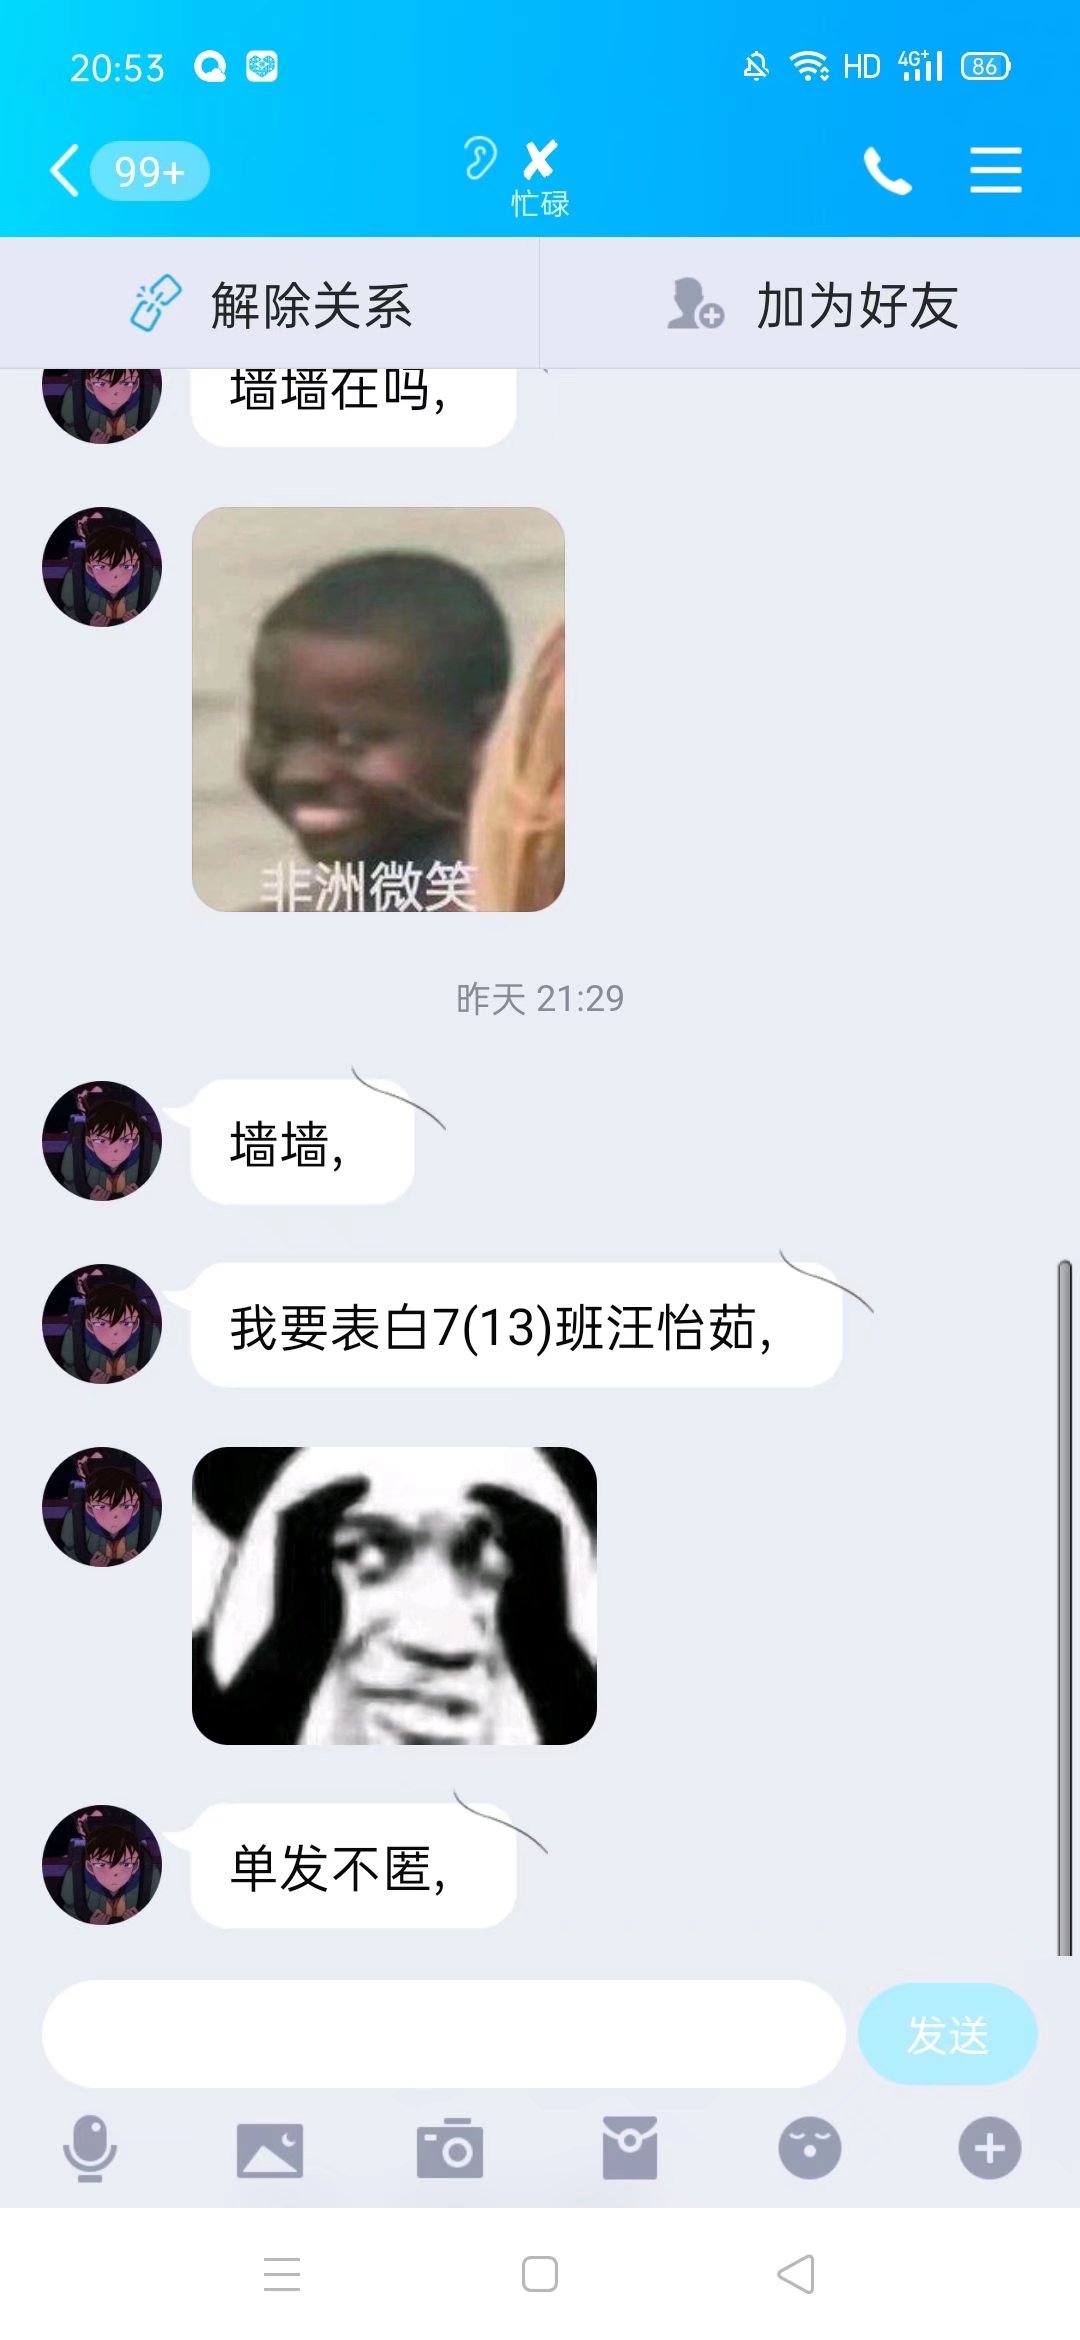 20:53
HD
4G+
86
99+
✘
忙碌
解除关系
加为好友
墙墙在吗,
非洲微笑
昨天 21:29
墙墙,
我要表白7(13)班汪怡茹,
单发不匿,
发送